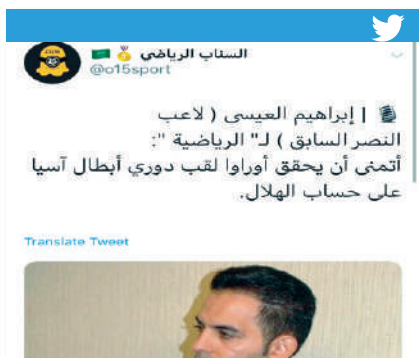 السناب الرياضي
@o15sport
| إبراهيم العيسى ( لاعب
النصر السابق ) لـ" الرياضية ":
أتمنى أن يحقق أوراوا لقب دوري أبطال آسيا
على حساب الهلال.
Translate Tweet